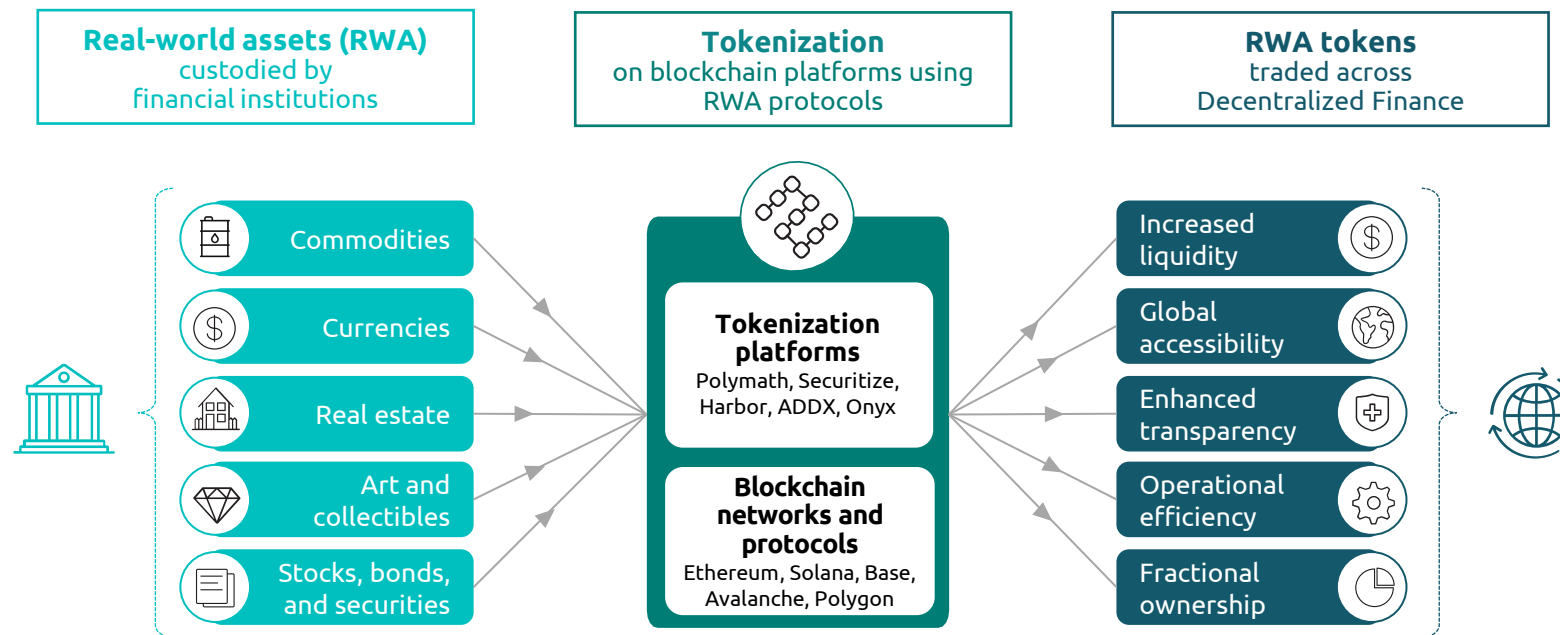 Real-world assets (RWA)
custodied by
financial institutions
Tokenization
on blockchain platforms using
RWA protocols
RWA tokens
traded across
Decentralized Finance
Commodities
Currencies
Real estate
Art and
collectibles
Stocks, bonds,
and securities
Tokenization
platforms
Polymath, Securitize,
Harbor, ADDX, Onyx
Blockchain
networks and
protocols
Ethereum, Solana, Base,
Avalanche, Polygon
Increased
liquidity
Global
accessibility
Enhanced
transparency
Operational
efficiency
Fractional
ownership